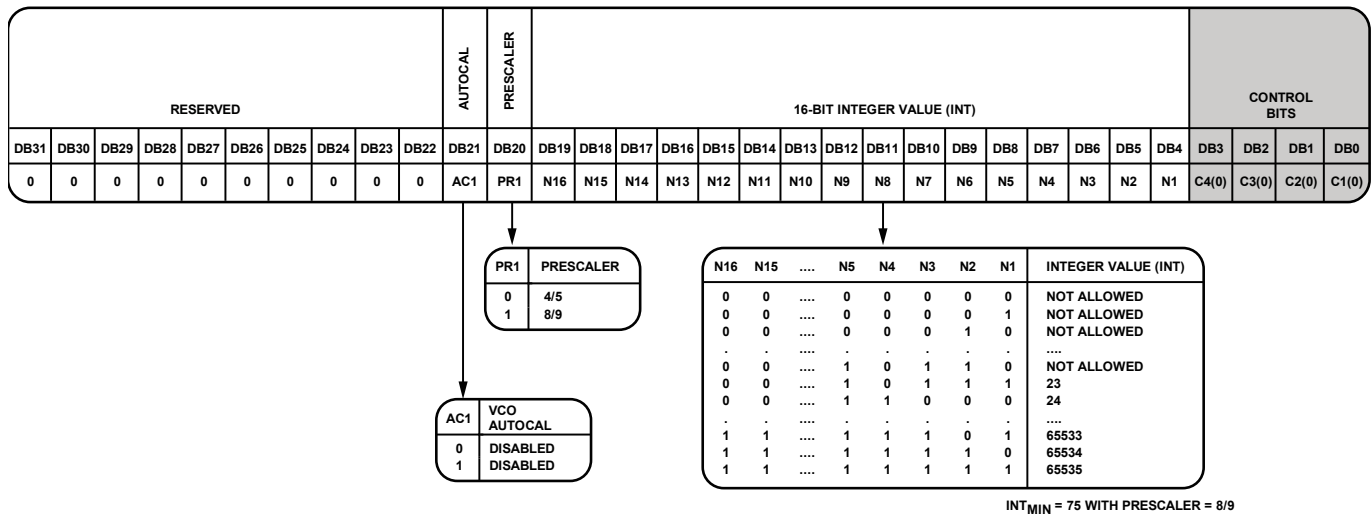 RESERVED
AUTOCAL
PRESCALER
16-BIT INTEGER VALUE (INT)
CONTROL
BITS
DB31 DB30 DB29 DB28 DB27 DB26 DB25 DB24 DB23 DB22 DB21 DB20 DB19 DB18 DB17 DB16 DB15 DB14 DB13 DB12 DB11 DB10 DB9 DB8 DB7 DB6 DB5 DB4 DB3 DB2 DB1 DB0
0 0 0 0 0 0 0 0 0 0 AC1 PR1 N16 N15 N14 N13 N12 N11 N10 N9 N8 N7 N6 N5 N4 N3 N2 N1 C4(0) C3(0) C2(0) C1(0)
PR1 PRESCALER
0 4/5
1 8/9
AC1 VCO
AUTOCAL
0 DISABLED
1 DISABLED
N16 N15 .... N5 N4 N3 N2 N1 INTEGER VALUE (INT)
0 0 .... 0 0 0 0 0 NOT ALLOWED
0 0 .... 0 0 0 0 1 NOT ALLOWED
0 0 .... 0 0 0 1 0 NOT ALLOWED
. . .... . . . . . ....
0 0 .... 1 0 1 1 0 NOT ALLOWED
0 0 .... 1 0 1 1 1 23
0 0 .... 1 1 0 0 0 24
. . .... . . . . . ....
1 1 .... 1 1 1 0 1 65533
1 1 .... 1 1 1 1 0 65534
1 1 .... 1 1 1 1 1 65535
INTMIN = 75 WITH PRESCALER = 8/9